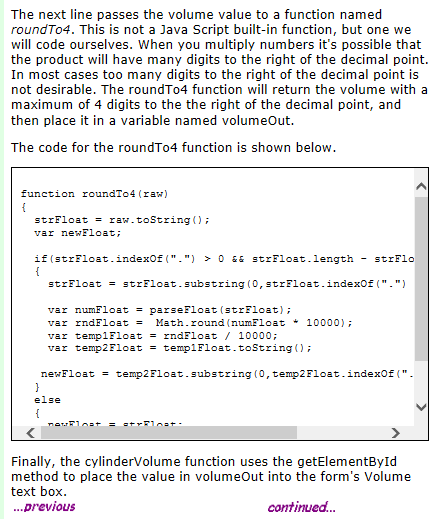 The next line passes the volume value to a function named
roundTo4. This is not a Java Script built-in function, but one we
will code ourselves. When you multiply numbers it's possible that
the product will have many digits to the right of the decimal point.
In most cases too many digits to the right of the decimal point is
not desirable. The roundTo4 function will return the volume with a
maximum of 4 digits to the the right of the decimal point, and
then place it in a variable named volumeOut.
The code for the roundTo4 function is shown below.
function roundTo4(raw)
{
strFloat = raw.toString();
var newFloat;
if(strFloat.indexOf(".") > 0 && strFloat.length - strFlo
{
strFloat = strFloat.substring(0,strFloat.indexOf(".")
var numFloat = parseFloat(strFloat);
var rndFloat =  Math.round(numFloat * 10000);
var temp1Float = rndFloat / 10000;
var temp2Float = temp1Float.toString();
newFloat = temp2Float.substring(0,temp2Float.indexOf(".
}
else
{
newFloat = strFloat;
Finally, the cylinderVolume function uses the getElementById
method to place the value in volumeOut into the form's Volume
text box.
...previous continued...